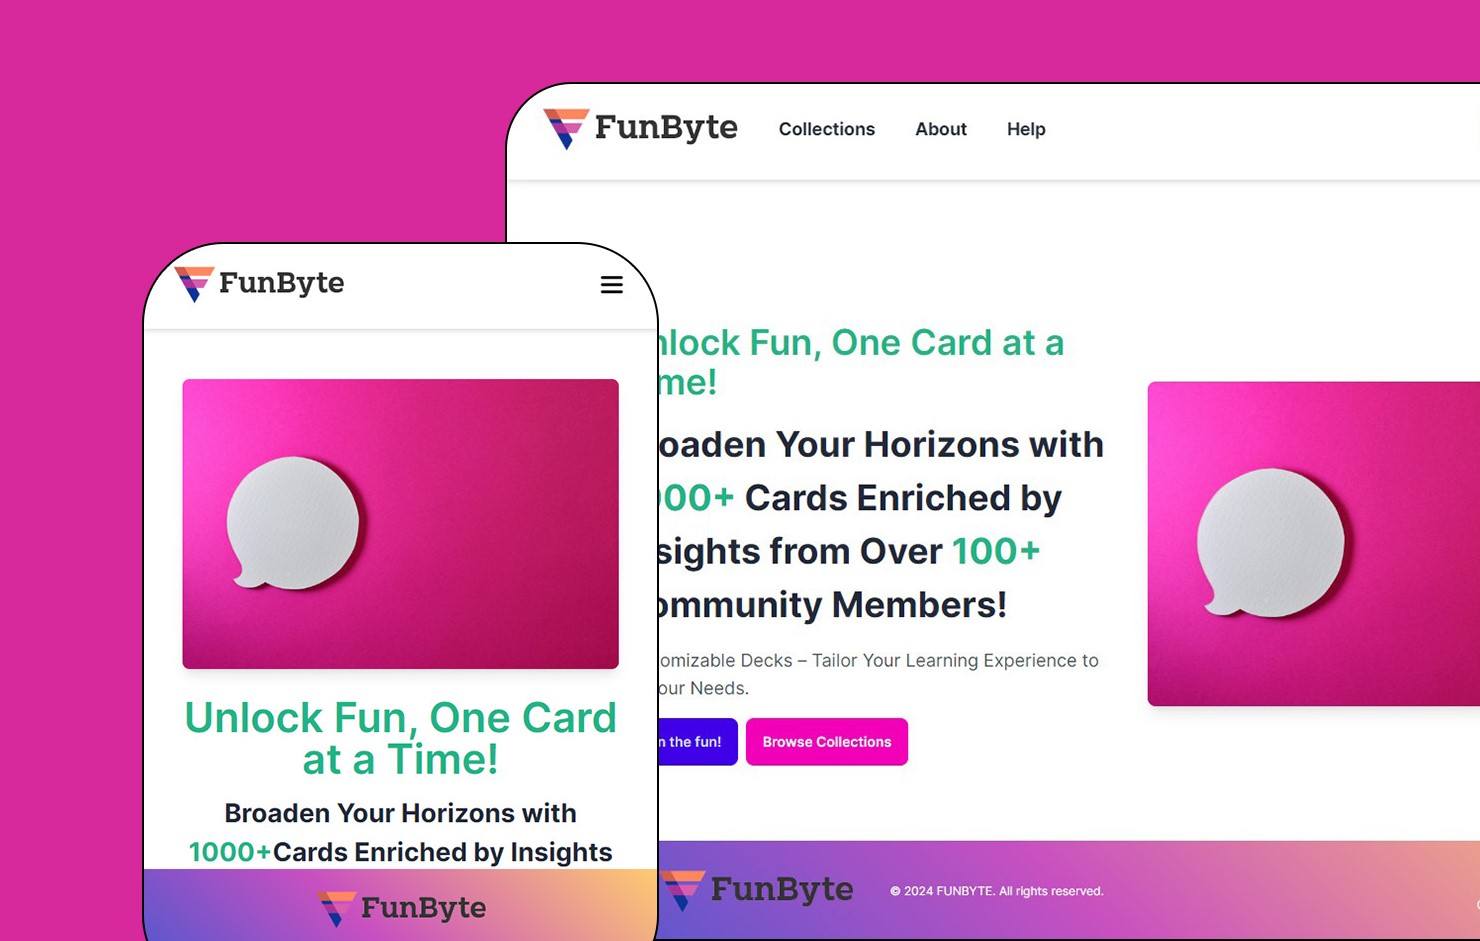 FunByte
Collections
About
Help
FunByte
Unlock Fun, One Card
at a Time!
Broaden Your Horizons with
1000+Cards Enriched by Insights
FunByte
nlock Fun, One Card at a
me!
oaden Your Horizons with
00+ Cards Enriched by
sights from Over 100+
ommunity Members!
omizable Decks – Tailor Your Learning Experience to
our Needs.
n the fun!
Browse Collections
FunByte
© 2024 FUNBYTE. All rights reserved.